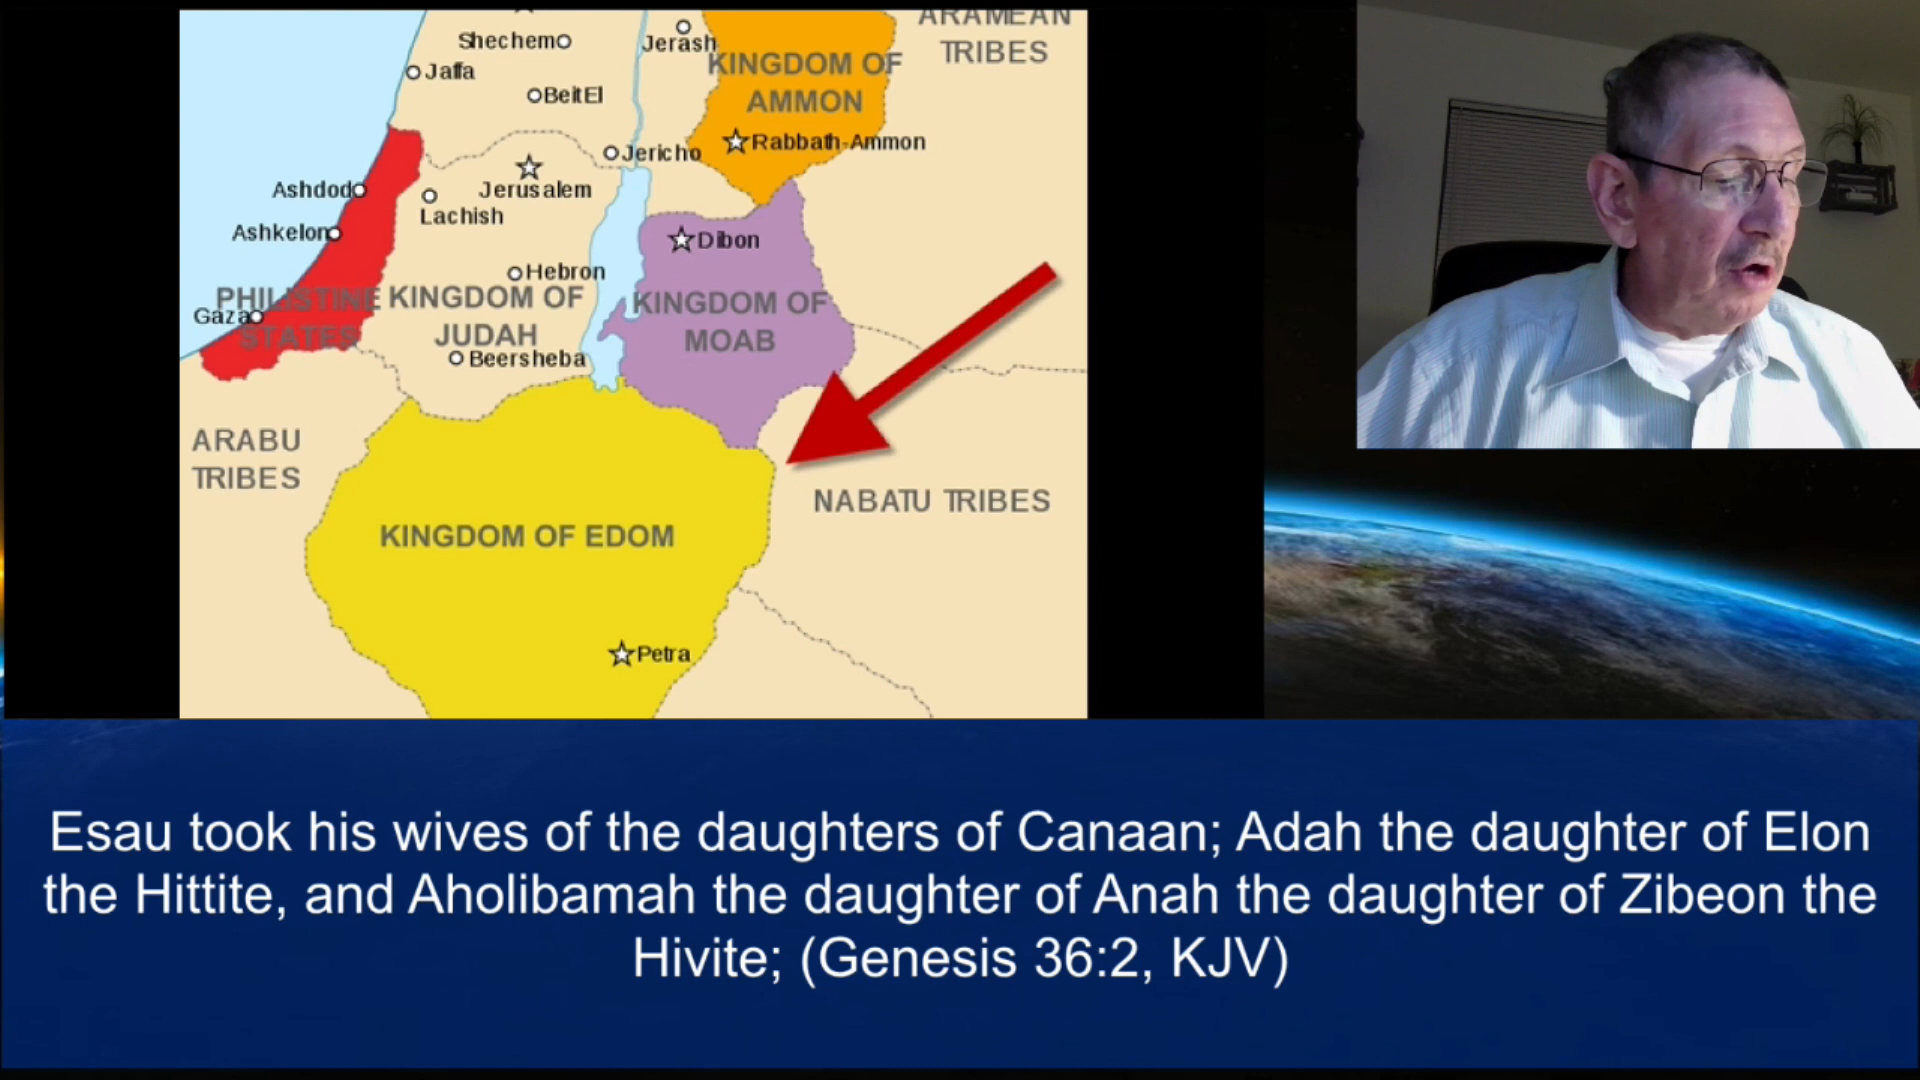 ARAMEAN
TRIBES
Shechem
Jerash
KINGDOM OF
AMMON
Jaffa
BeitEl
Rabbath-Ammon
Jericho
Jerusalem
Ashdod
Lachish
Ashkelon
Dibon
Hebron
PHILISTINE
STATES
Gaza
KINGDOM OF
JUDAH
KINGDOM OF
MOAB
Beersheba
ARABU
TRIBES
NABATU TRIBES
KINGDOM OF EDOM
Petra
Esau took his wives of the daughters of Canaan; Adah the daughter of Elon
the Hittite, and Aholibamah the daughter of Anah the daughter of Zibeon the
Hivite; (Genesis 36:2, KJV)